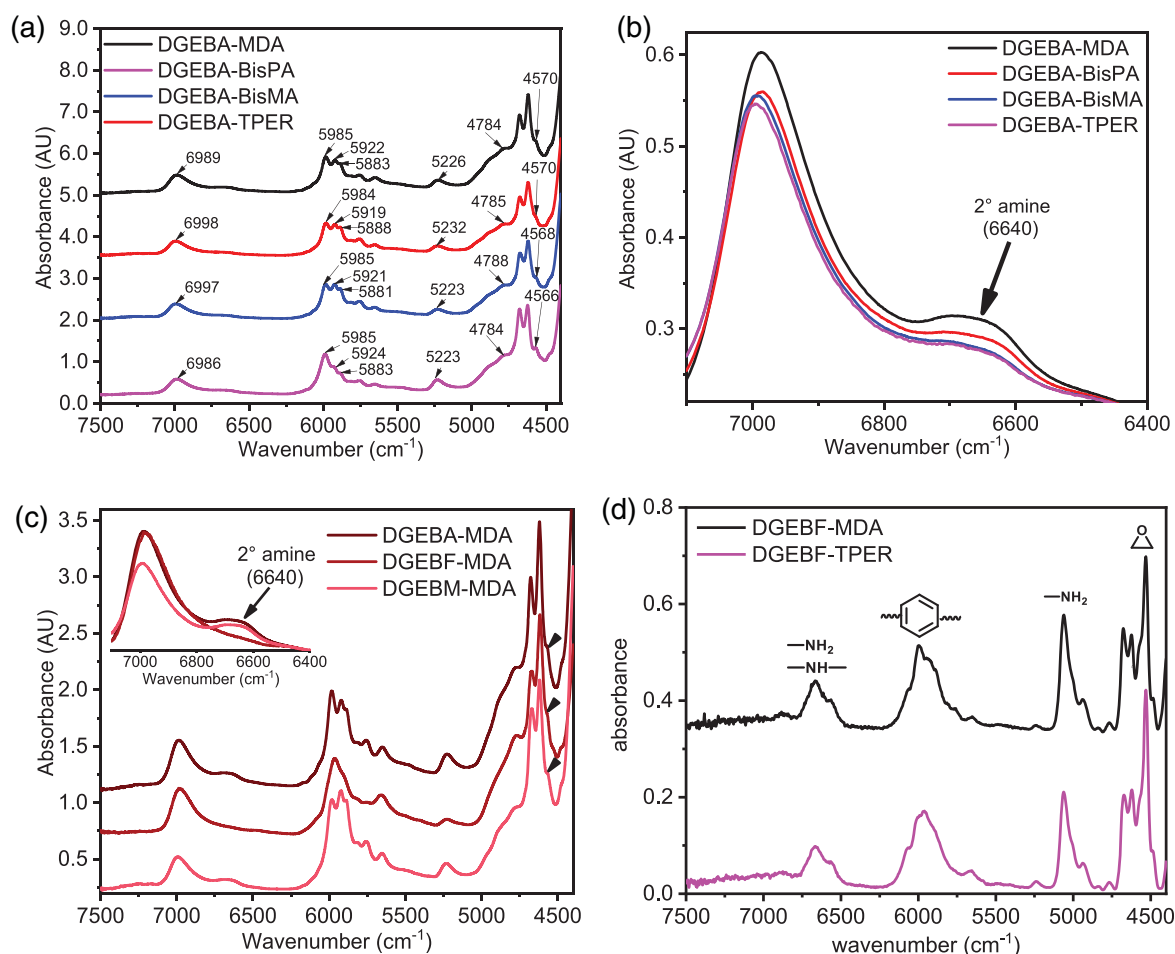 (a)
9.0
8.0
7.0
6.0
5.0
4.0
3.0
2.0
1.0
0.0
Absorbance (AU)
DGEBA-MDA
DGEBA-BisPA
DGEBA-BisMA
DGEBA-TPER
6989
5985
5922
5883
5226
4784
4570
6998
5984
5919
5888
5232
4785
4570
6997
5985
5921
5881
5223
4788
4568
6986
5985
5924
5883
5223
4784
4566
7500 7000 6500 6000 5500 5000 4500
Wavenumber (cm⁻¹)
(b)
0.6
0.5
0.4
0.3
Absorbance (AU)
DGEBA-MDA
DGEBA-BisPA
DGEBA-BisMA
DGEBA-TPER
2° amine
(6640)
7000 6800 6600 6400
Wavenumber (cm⁻¹)
(c)
3.5
3.0
2.5
2.0
1.5
1.0
0.5
Absorbance (AU)
DGEBA-MDA
DGEBF-MDA
DGEBM-MDA
2° amine
(6640)
7000 6800 6600 6400
Wavenumber (cm⁻¹)
7500 7000 6500 6000 5500 5000 4500
Wavenumber (cm⁻¹)
(d)
0.8
0.6
0.4
0.2
0.0
absorbance
DGEBF-MDA
DGEBF-TPER
O
—NH₂
—NH₂
—NH—
7500 7000 6500 6000 5500 5000 4500
wavenumber (cm⁻¹)